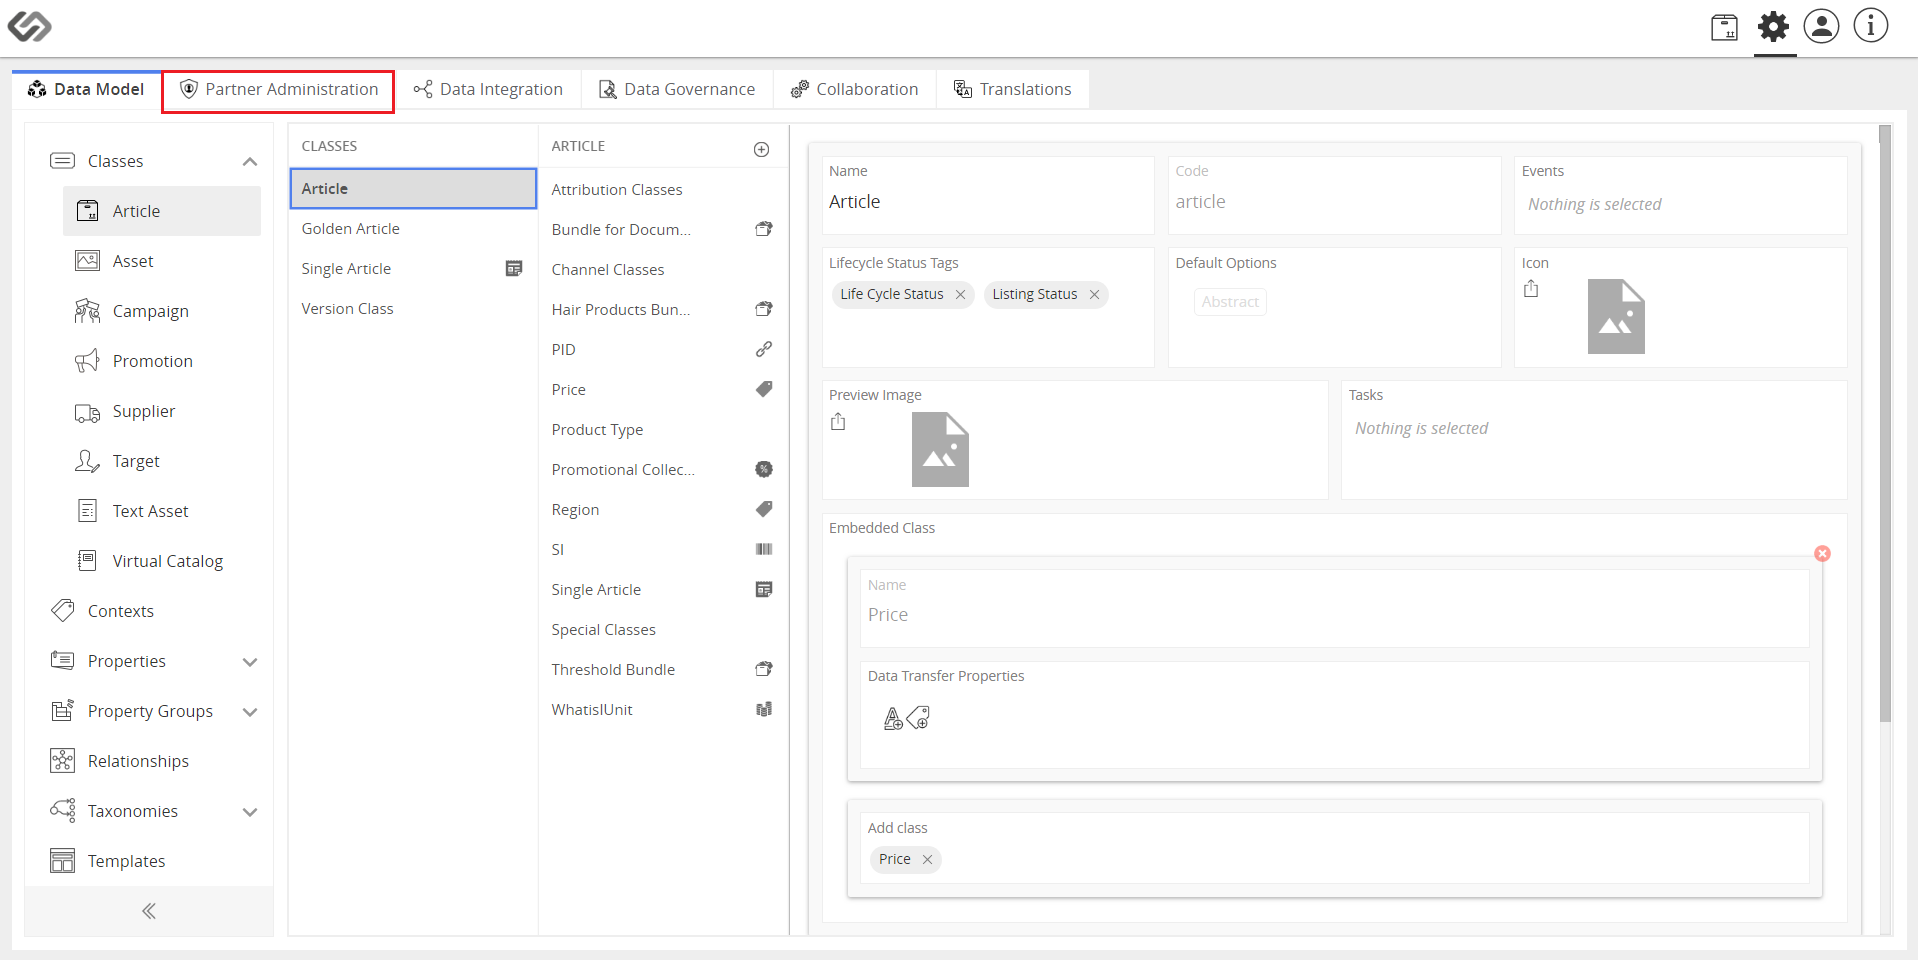 Data Model
Partner Administration
Data Integration
Data Governance
Collaboration
Translations
Classes
Article
Asset
Campaign
Promotion
Supplier
Target
Text Asset
Virtual Catalog
Contexts
Properties
Property Groups
Relationships
Taxonomies
Templates
CLASSES
Article
Golden Article
Single Article
Version Class
ARTICLE
Attribution Classes
Bundle for Docum...
Channel Classes
Hair Products Bun...
PID
Price
Product Type
Promotional Collec...
Region
SI
Single Article
Special Classes
Threshold Bundle
WhatisIUnit
Name
Article
Code
article
Events
Nothing is selected
Lifecycle Status Tags
Life Cycle Status
Listing Status
Default Options
Abstract
Icon
Preview Image
Tasks
Nothing is selected
Embedded Class
Name
Price
Data Transfer Properties
Add class
Price